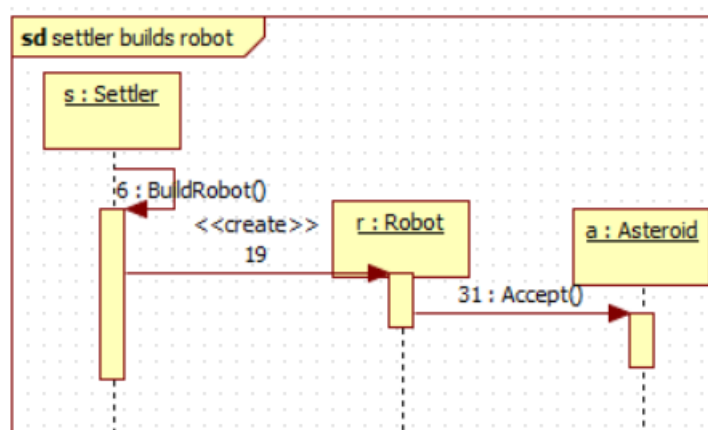 sd settler builds robot
s : Settler
6 : BuildRobot()
<<create>>
19
r : Robot
a : Asteroid
31 : Accept()